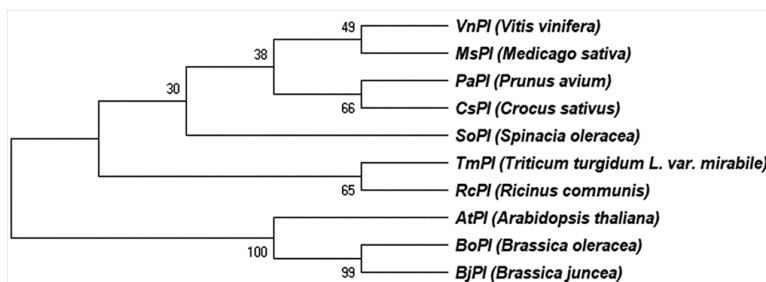 49
VnPI (Vitis vinifera)
38
MsPI (Medicago sativa)
30
PaPI (Prunus avium)
66
CsPI (Crocus sativus)
SoPI (Spinacia oleracea)
TmPI (Triticum turgidum L. var. mirabile)
65
RcPI (Ricinus communis)
AtPI (Arabidopsis thaliana)
100
BoPI (Brassica oleracea)
99
BjPI (Brassica juncea)